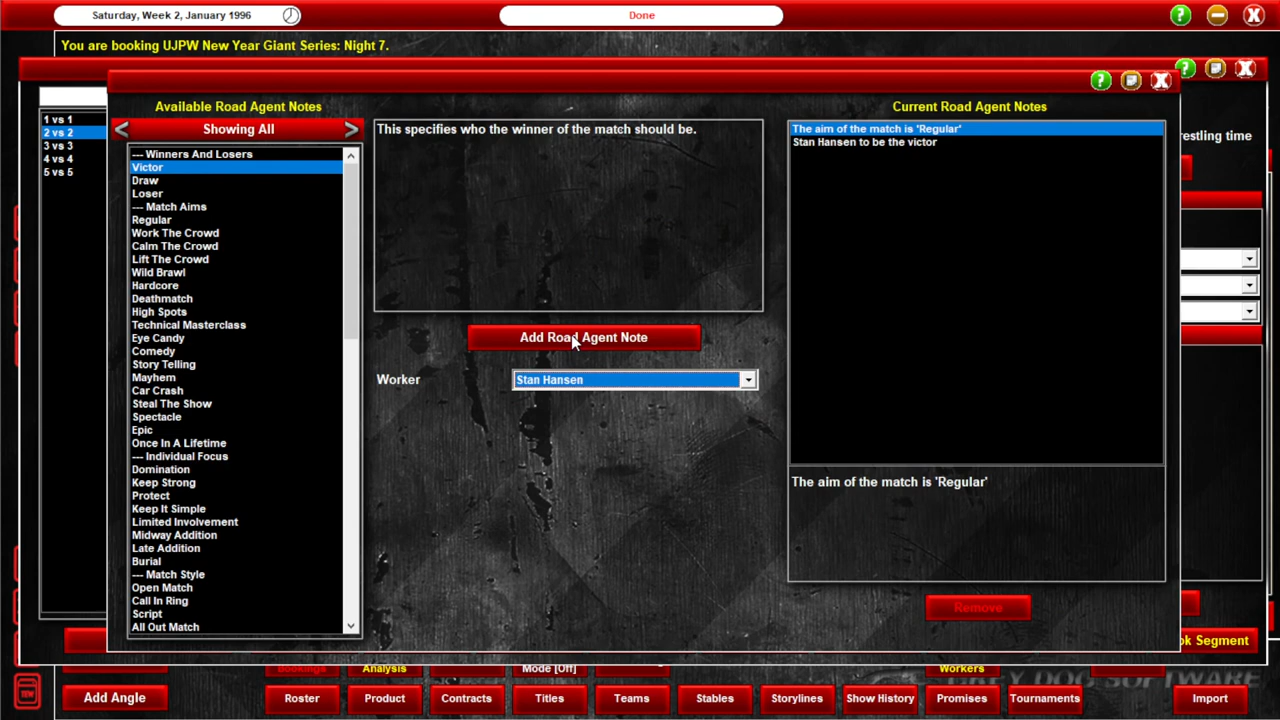 Saturday, Week 2, January 1996
Done
You are booking UJPW New Year Giant Series: Night 7.
Available Road Agent Notes
Showing All
1 vs 1
2 vs 2
3 vs 3
4 vs 4
5 vs 5
--- Winners And Losers
Victor
Draw
Loser
--- Match Aims
Regular
Work The Crowd
Calm The Crowd
Lift The Crowd
Wild Brawl
Hardcore
Deathmatch
High Spots
Technical Masterclass
Eye Candy
Comedy
Story Telling
Mayhem
Car Crash
Steal The Show
Spectacle
Epic
Once In A Lifetime
--- Individual Focus
Domination
Keep Strong
Protect
Keep It Simple
Limited Involvement
Midway Addition
Late Addition
Burial
--- Match Style
Open Match
Call In Ring
Script
All Out Match
This specifies who the winner of the match should be.
Add Road Agent Note
Worker
Stan Hansen
Current Road Agent Notes
The aim of the match is 'Regular'
Stan Hansen to be the victor
The aim of the match is 'Regular'
Remove
restling time
ok Segment
Bookings
Analysis
Mode [Off]
Workers
Add Angle
Roster
Product
Contracts
Titles
Teams
Stables
Storylines
Show History
Promises
Tournaments
Import
GREY DOG SOFTWARE